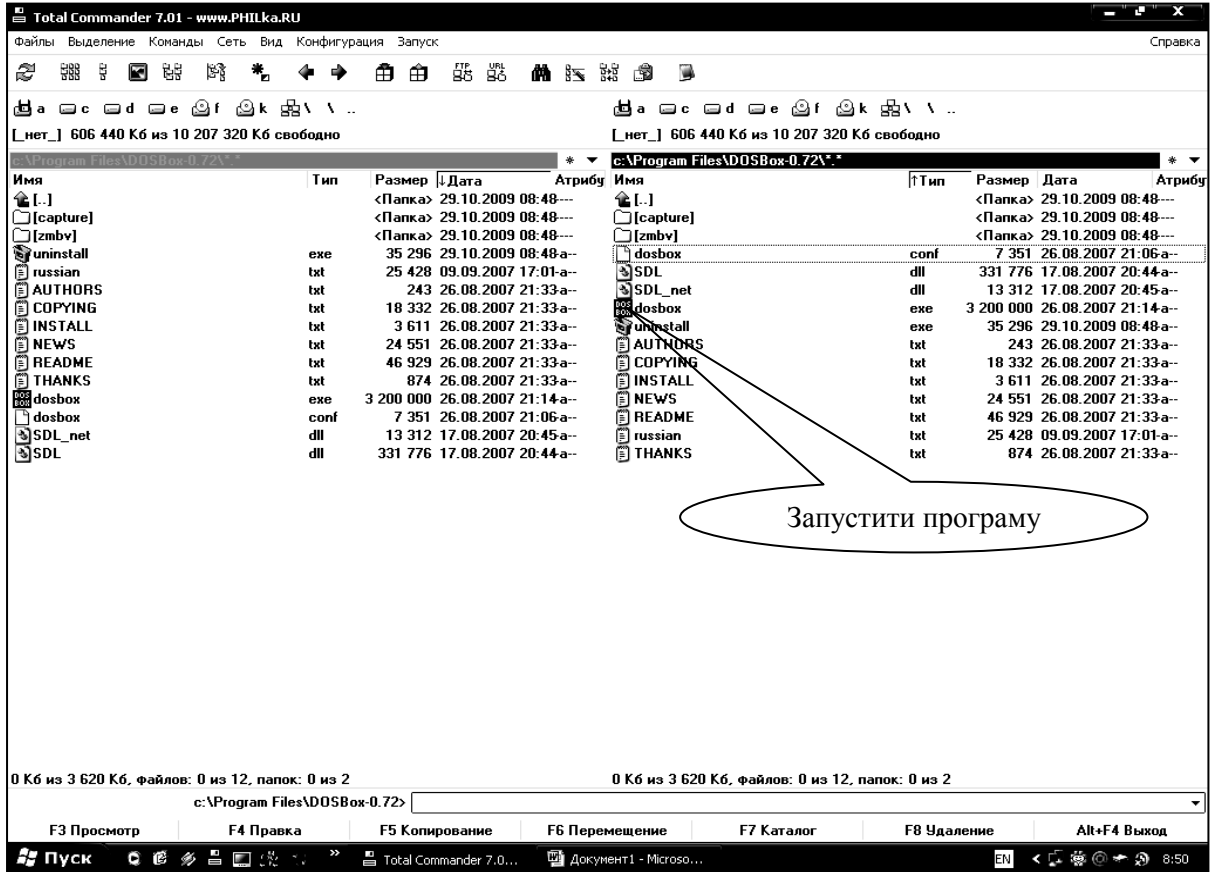 Total Commander 7.01 - www.PHILka.RU
Файлы Выделение Команды Сеть Вид Конфигурация Запуск Справка
FTP URL
a c d e f k \ \ ..
a c d e f k \ \ ..
[_нет_] 606 440 Кб из 10 207 320 Кб свободно
[_нет_] 606 440 Кб из 10 207 320 Кб свободно
c:\Program Files\DOSBox-0.72\*.* * ▼
Имя Тип Размер ↓Дата Атрибу
[..] <Папка> 29.10.2009 08:48----
[capture] <Папка> 29.10.2009 08:48----
[zmbv] <Папка> 29.10.2009 08:48----
uninstall exe 35 296 29.10.2009 08:48-a--
russian txt 25 428 09.09.2007 17:01-a--
AUTHORS txt 243 26.08.2007 21:33-a--
COPYING txt 18 332 26.08.2007 21:33-a--
INSTALL txt 3 611 26.08.2007 21:33-a--
NEWS txt 24 551 26.08.2007 21:33-a--
README txt 46 929 26.08.2007 21:33-a--
THANKS txt 874 26.08.2007 21:33-a--
DOS BOX dosbox exe 3 200 000 26.08.2007 21:14-a--
dosbox conf 7 351 26.08.2007 21:06-a--
SDL_net dll 13 312 17.08.2007 20:45-a--
SDL dll 331 776 17.08.2007 20:44-a--
c:\Program Files\DOSBox-0.72\*.* * ▼
Имя ↑Тип Размер Дата Атрибу
[..] <Папка> 29.10.2009 08:48----
[capture] <Папка> 29.10.2009 08:48----
[zmbv] <Папка> 29.10.2009 08:48----
dosbox conf 7 351 26.08.2007 21:06-a--
SDL dll 331 776 17.08.2007 20:44-a--
SDL_net dll 13 312 17.08.2007 20:45-a--
DOS BOX dosbox exe 3 200 000 26.08.2007 21:14-a--
uninstall exe 35 296 29.10.2009 08:48-a--
AUTHORS txt 243 26.08.2007 21:33-a--
COPYING txt 18 332 26.08.2007 21:33-a--
INSTALL txt 3 611 26.08.2007 21:33-a--
NEWS txt 24 551 26.08.2007 21:33-a--
README txt 46 929 26.08.2007 21:33-a--
russian txt 25 428 09.09.2007 17:01-a--
THANKS txt 874 26.08.2007 21:33-a--
Запустити програму
0 Кб из 3 620 Кб, файлов: 0 из 12, папок: 0 из 2
0 Кб из 3 620 Кб, файлов: 0 из 12, папок: 0 из 2
c:\Program Files\DOSBox-0.72>
F3 Просмотр F4 Правка F5 Копирование F6 Перемещение F7 Каталог F8 Удаление Alt+F4 Выход
Пуск » Total Commander 7.0... Документ1 - Microso... EN 8:50